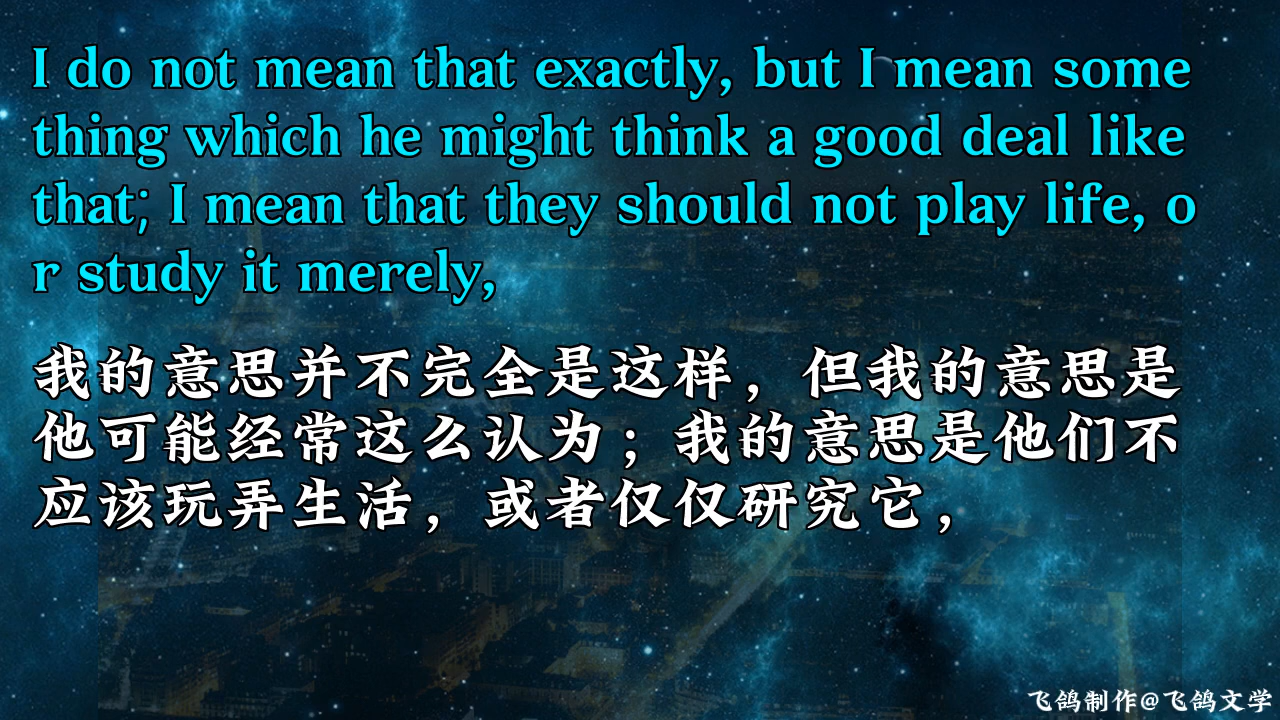 I do not mean that exactly, but I mean some
thing which he might think a good deal like
that; I mean that they should not play life, o
r study it merely,
我的意思并不完全是这样，但我的意思是
他可能经常这么认为；我的意思是他们不
应该玩弄生活，或者仅仅研究它，
飞鸽制作@飞鸽文学